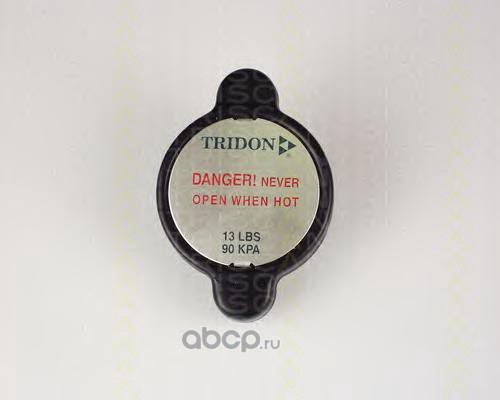 TRIDON
DANGER! NEVER
OPEN WHEN HOT
13 LBS
90 KPA
abcp.ru